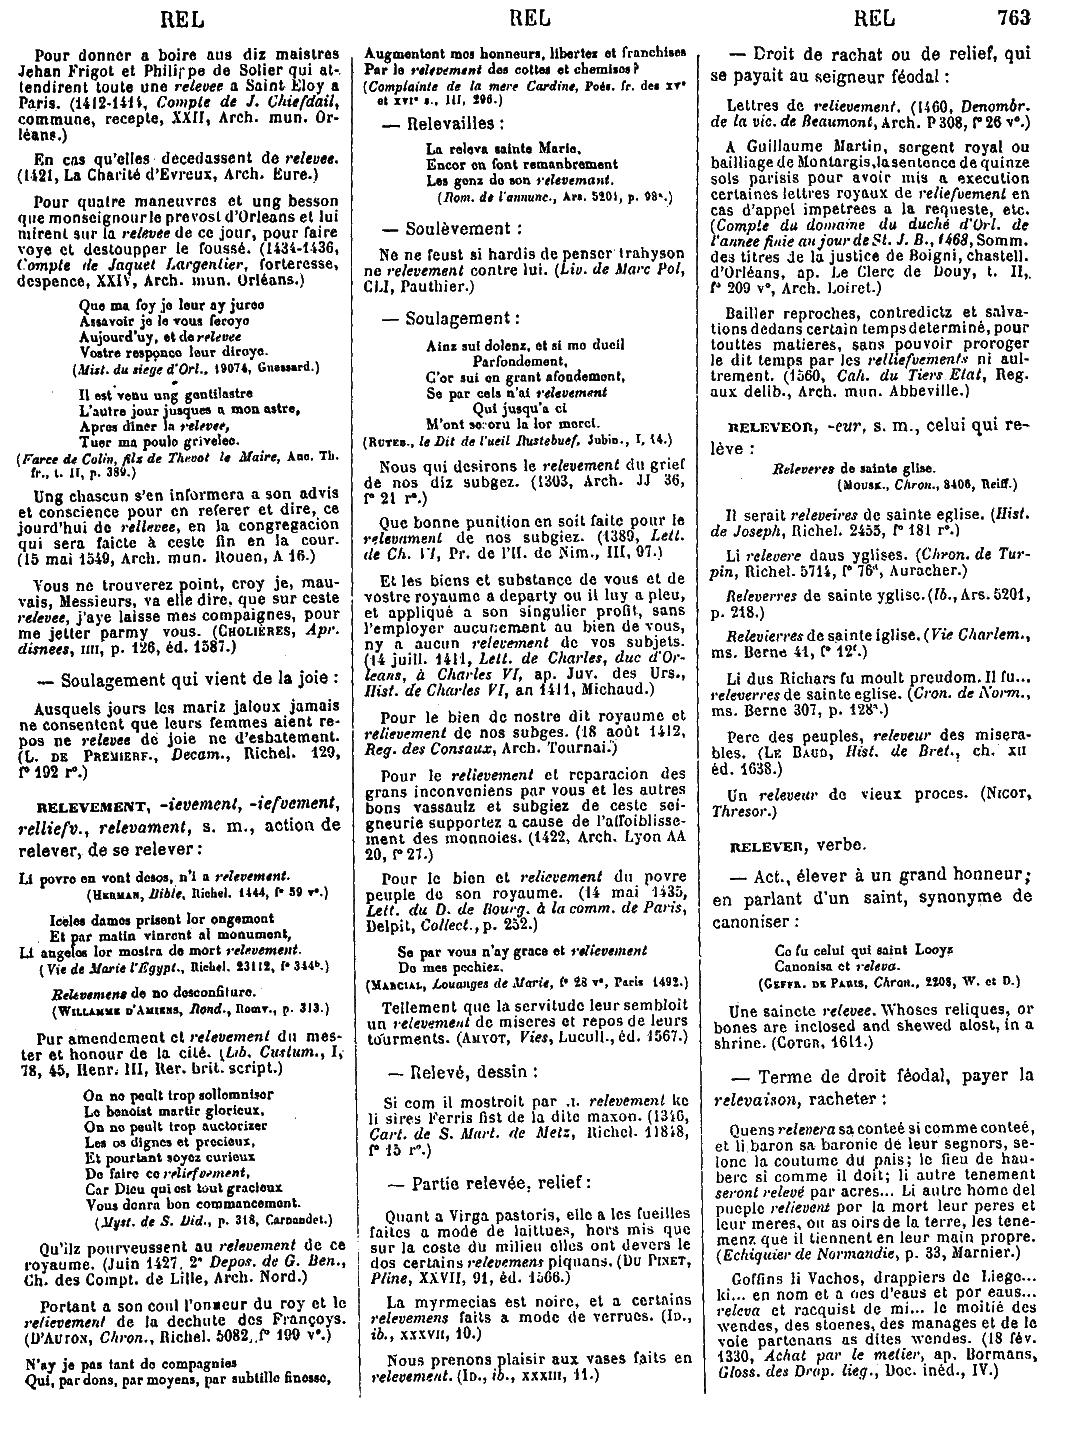 REL
REL
REL 763
Pour donner a boire aus diz maistres
Jehan Frigot et Philippe de Solier qui at-
tendirent toute une relevee a Saint Eloy a
Paris. (1412-1414, Compte de J. Chiefdail,
commune, recepte, XXII, Arch. mun. Or-
léans.)
En cas qu'elles decedassent de relevee.
(1421, La Charité d'Evreux, Arch. Eure.)
Pour quatre maneuvres et ung besson
que monseignour le prevost d'Orleans et lui
mirent sur la relevee de ce jour, pour faire
voye et destoupper le foussé. (1434-1436,
Compte de Jaquet Largentier, forteresse,
despence, XXIV, Arch. mun. Orléans.)
Que ma foy je leur ay juree
Assavoir je le vous feroye
Aujourd'uy, et de relevee
Vostre responce leur diroye.
(Mist. du siege d'Orl., 19074, Guessard.)
Il est venu ung gentilastre
L'autre jour jusques a mon astre,
Apres diner la relevee,
Tuer ma poule grivelee.
(Farce de Colin, filz de Thevot le Maire, Anc. Th.
fr., t. II, p. 389.)
Ung chascun s'en informera a son advis
et conscience pour en referer et dire, ce
jourd'hui de rellevee, en la congregacion
qui sera faicte à ceste fin en la cour.
(15 mai 1549, Arch. mun. Rouen, A 16.)
Vous ne trouverez point, croy je, mau-
vais, Messieurs, va elle dire, que sur ceste
relevee, j'aye laisse mes compaignes, pour
me jetter parmy vous. (CHOLIÈRES, Apr.
disnees, IIII, p. 126, éd. 1587.)
— Soulagement qui vient de la joie :
Ausquels jours les mariz jaloux jamais
ne consentent que leurs femmes aient re-
pos ne relevee de joie ne d'esbatement.
(L. DE PREMIERF., Decam., Richel. 129,
f° 192 r°.)
RELEVEMENT, -ievement, -iefvement,
relliefv., relevament, s. m., action de
relever, de se relever :
Li povre en vont desos, n'i a relevement.
(HERMAN, Bible, Richel. 1444, f° 59 v°.)
Iceles dames prisent lor ongement
Et par matin vinrent al monument,
Li angelos lor mostra de mort relevement.
(Vie de Marie l'Egypt., Richel. 23112, f° 344b.)
Relevemens de no desconfiture.
(WILLAMME D'AMIENS, Rond., Romv., p. 313.)
Pur amendement et relevement du mes-
ter et honour de la cité. (Lib. Custum., I,
78, 45, Henr. III, Rer. brit. script.)
On ne peult trop sollemniser
Le benoist martir glorieux,
On ne peult trop auctorizer
Les os dignes et precieux,
Et pourtant soyez curieux
De faire ce reliefvement,
Car Dieu qui est tout gracieux
Vous donra bon commancement.
(Myst. de S. Did., p. 318, Carnandet.)
Qu'ilz pourveussent au relevement de ce
royaume. (Juin 1427, 2° Depos. de G. Ben.,
Ch. des Compt. de Lille, Arch. Nord.)
Portant a son coul l'onneur du roy et le
relievement de la dechute des Françoys.
(D'AUTON, Chron., Richel. 5082, f° 199 v°.)
N'ay je pas tant de compagnies
Qui, par dons, par moyens, par subtille finesse,
Augmentent mos honneurs, libertez et franchises
Par le relevement des cottes et chemises?
(Complainte de la mere Cardine, Poés. fr. des XVe
et XVIe s., III, 296.)
— Relevailles :
La releva sainte Marie,
Encor en font remanbrement
Les genz de son relevemant.
(Rom. de l'annunc., Ars. 5201, p. 98a.)
— Soulèvement :
Ne ne feust si hardis de penser trahyson
ne relevement contre lui. (Liv. de Marc Pol,
CLI, Pauthier.)
— Soulagement :
Ainz sui dolenz, et si me dueil
Parfondement,
C'or sui en grant afondement,
Se par cels n'ai relevement
Qui jusqu'a ci
M'ont secoru la lor merci.
(RUTEB., le Dit de l'ueil Rustebuef, Jubin., I, 14.)
Nous qui desirons le relevement du grief
de nos diz subgez. (1303, Arch. JJ 36,
f° 21 r°.)
Que bonne punition en soit faite pour le
relevament de nos subgiez. (1389, Lett.
de Ch. VI, Pr. de l'H. de Nim., III, 97.)
Et les biens et substance de vous et de
vostre royaume a departy ou il luy a pleu,
et appliqué a son singulier profit, sans
l'employer aucunement au bien de vous,
ny a aucun relevement de vos subjets.
(14 juill. 1411, Lett. de Charles, duc d'Or-
leans, à Charles VI, ap. Juv. des Urs.,
Hist. de Charles VI, an 1411, Michaud.)
Pour le bien de nostre dit royaume et
relievement de nos subges. (18 août 1412,
Reg. des Consaux, Arch. Tournai.)
Pour le relievement et reparacion des
grans inconveniens par vous et les autres
bons vassaulz et subgiez de ceste sei-
gneurie supportez a cause de l'affoiblisse-
ment des monnoies. (1422, Arch. Lyon AA
20, f° 27.)
Pour le bien et relievement du povre
peuple de son royaume. (14 mai 1435,
Lett. du D. de Bourg. à la comm. de Paris,
Delpit, Collect., p. 252.)
Se par vous n'ay grace et relievement
De mes pechiez.
(MARCIAL, Louanges de Marie, f° 28 v°, Paris 1492.)
Tellement que la servitude leur sembloit
un relevement de miseres et repos de leurs
tourments. (AMYOT, Vies, Lucull., éd. 1567.)
— Relevé, dessin :
Si com il mostroit par .I. relevement ke
li sires Ferris fist de la dite maxon. (1346,
Cart. de S. Mart. de Metz, Richel. 11848,
f° 15 r°.)
— Partie relevée, relief :
Quant a Virga pastoris, elle a les fueilles
faites a mode de laittues, hors mis que
sur la coste du milieu elles ont devers le
dos certains relevemens piquans. (DU PINET,
Pline, XXVII, 91, éd. 1566.)
La myrmecias est noire, et a certains
relevemens faits a mode de verrues. (ID.,
ib., XXXVII, 10.)
Nous prenons plaisir aux vases faits en
relevement. (ID., ib., XXXIII, 11.)
— Droit de rachat ou de relief, qui
se payait au seigneur féodal :
Lettres de relievement. (1460, Denombr.
de la vic. de Beaumont, Arch. P 308, f° 26 v°.)
A Guillaume Martin, sergent royal ou
bailliage de Montargis, la sentence de quinze
sols parisis pour avoir mis a execution
certaines lettres royaux de reliefvement en
cas d'appel impetrees a la requeste, etc.
(Compte du domaine du duché d'Orl. de
l'annee finie au jour de St. J. B., 1468, Somm.
des titres de la justice de Boigni, chastell.
d'Orléans, ap. Le Clerc de Douy, t. II,
f° 209 v°, Arch. Loiret.)
Bailler reproches, contredictz et salva-
tions dedans certain temps determiné, pour
touttes matieres, sans pouvoir proroger
le dit temps par les relliefvements ni aul-
trement. (1560, Cah. du Tiers Etat, Reg.
aux delib., Arch. mun. Abbeville.)
RELEVEOR, -eur, s. m., celui qui re-
lève :
Releveres de sainte glise.
(MOUSK., Chron., 8406, Reiff.)
Il serait releveires de sainte eglise. (Hist.
de Joseph, Richel. 2455, f° 181 r°.)
Li relevere daus yglises. (Chron. de Tur-
pin, Richel. 5714, f° 76d, Auracher.)
Releverres de sainte yglise. (Ib., Ars. 5201,
p. 218.)
Relevierres de sainte iglise. (Vie Charlem.,
ms. Berne 41, f° 12f.)
Li dus Richars fu moult preudom. Il fu...
releverres de sainte eglise. (Cron. de Norm.,
ms. Berne 307, p. 128a.)
Pere des peuples, releveur des misera-
bles. (LE BAUD, Hist. de Bret., ch. XII
éd. 1638.)
Un releveur de vieux proces. (NICOT,
Thresor.)
RELEVER, verbe.
— Act., élever à un grand honneur;
en parlant d'un saint, synonyme de
canoniser :
Ce fu celui qui saint Looys
Canonisa et releva.
(GEFFR. DE PARIS, Chron., 2208, W. et D.)
Une saincte relevee. Whoses reliques, or
bones are inclosed and shewed alost, in a
shrine. (COTGR., 1611.)
— Terme de droit féodal, payer la
relevaison, racheter :
Quens relevera sa conteé si comme conteé,
et li baron sa baronie de leur segnors, se-
lonc la coutume du païs; le fieu de hau-
berc si comme il doit; li autre tenement
seront relevé par acres... Li autre home del
pueple relievent por la mort leur peres et
leur meres, ou as oirs de la terre, les tene-
menz que il tiennent en leur main propre.
(Echiquier de Normandie, p. 33, Marnier.)
Goffins li Vachos, drappiers de Liege...
ki... en nom et a oes d'eaus et por eaus...
releva et racquist de mi... le moitié des
wendes, des stoenes, des manages et de le
voie partenans as dites wendes. (18 fév.
1330, Achat par le metier, ap. Bormans,
Gloss. des Drap. lieg., Doc. inéd., IV.)